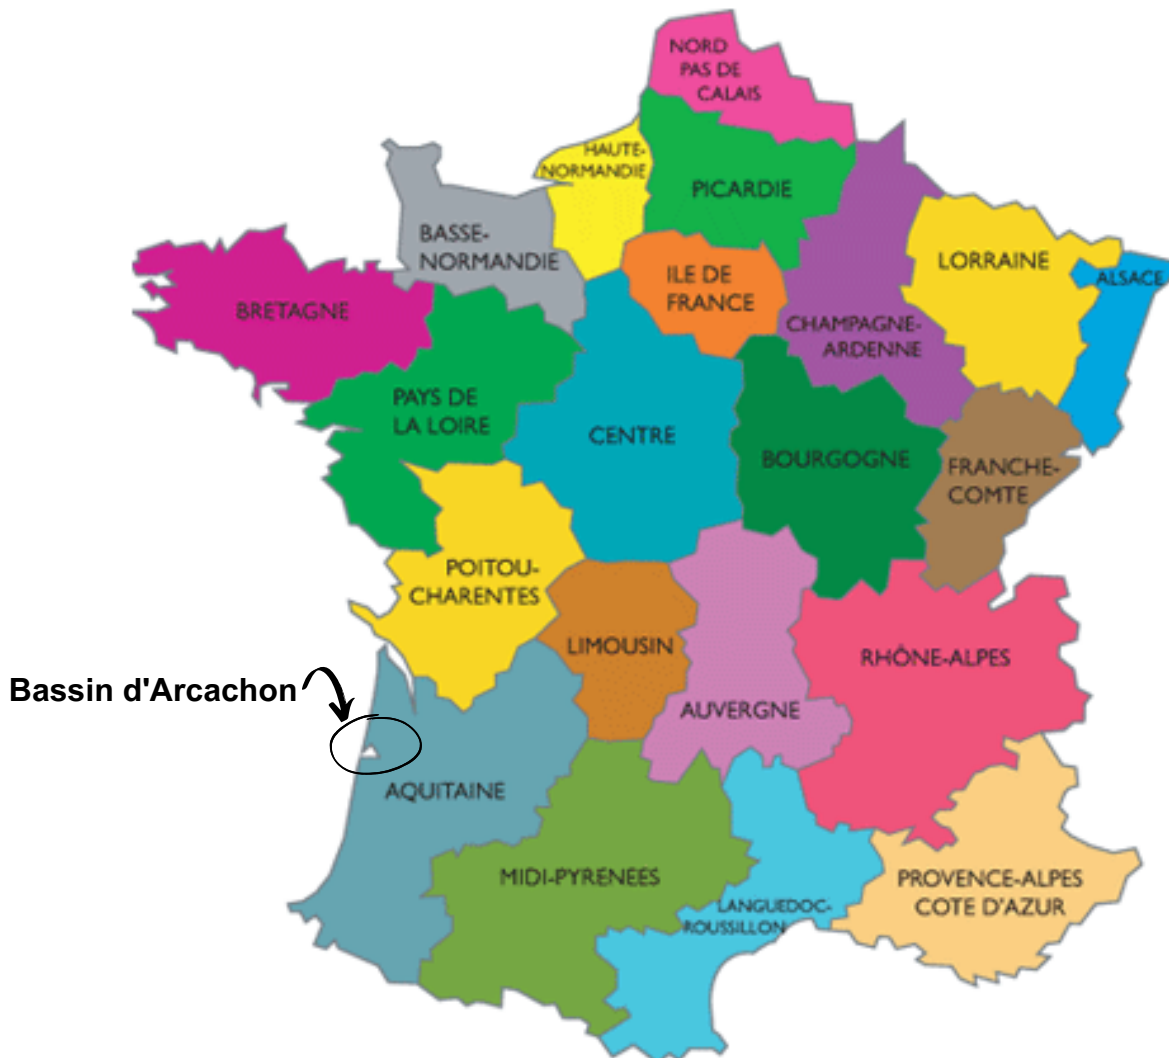 NORD
PAS DE
CALAIS
HAUTE-
NORMANDIE
PICARDIE
BASSE-
NORMANDIE
ILE DE
FRANCE
LORRAINE
ALSACE
BRETAGNE
CHAMPAGNE-
ARDENNE
PAYS DE
LA LOIRE
CENTRE
BOURGOGNE
FRANCHE-
COMTE
POITOU-
CHARENTES
LIMOUSIN
RHÔNE-ALPES
Bassin d'Arcachon
AUVERGNE
AQUITAINE
MIDI-PYRENÉES
PROVENCE-ALPES
COTE D'AZUR
LANGUEDOC-
ROUSSILLON